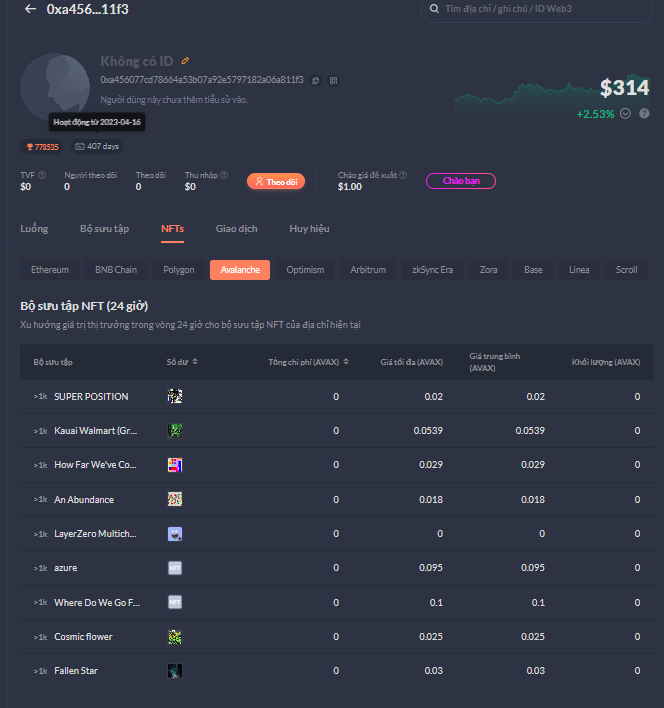 0xa456...11f3
Tìm địa chỉ / ghi chú / ID Web3
Không có ID
0xa456077cd78664a53b07a92e5797182a06a811f3
Người dùng này chưa thêm tiểu sử vào.
$314
+2.53%
Hoạt động từ 2023-04-16
778535 407 days
TVF Người theo dõi Theo dõi Thu nhập Chào giá đề xuất
$0 0 0 $0 Theo dõi $1.00 Chào bạn
Luồng Bộ sưu tập NFTs Giao dịch Huy hiệu
Ethereum BNB Chain Polygon Avalanche Optimism Arbitrum zkSync Era Zora Base Linea Scroll
Bộ sưu tập NFT (24 giờ)
Xu hướng giá trị thị trường trong vòng 24 giờ cho bộ sưu tập NFT của địa chỉ hiện tại
Bộ sưu tập Số dư Tổng chi phí (AVAX) Giá tối đa (AVAX) Giá trung bình (AVAX) Khối lượng (AVAX)
>1k SUPER POSITION 0 0.02 0.02 0
>1k Kauai Walmart (Gr... 0 0.0539 0.0539 0
>1k How Far We've Co... 0 0.029 0.029 0
>1k An Abundance 0 0.018 0.018 0
>1k LayerZero Multich... 0 0 0 0
>1k azure NFT 0 0.095 0.095 0
>1k Where Do We Go F... NFT 0 0.1 0.1 0
>1k Cosmic flower 0 0.025 0.025 0
>1k Fallen Star 0 0.03 0.03 0